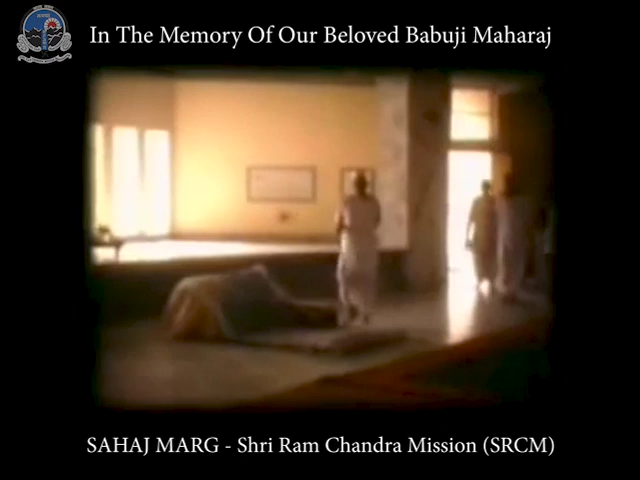 In The Memory Of Our Beloved Babuji Maharaj
SAHAJ MARG - Shri Ram Chandra Mission (SRCM)